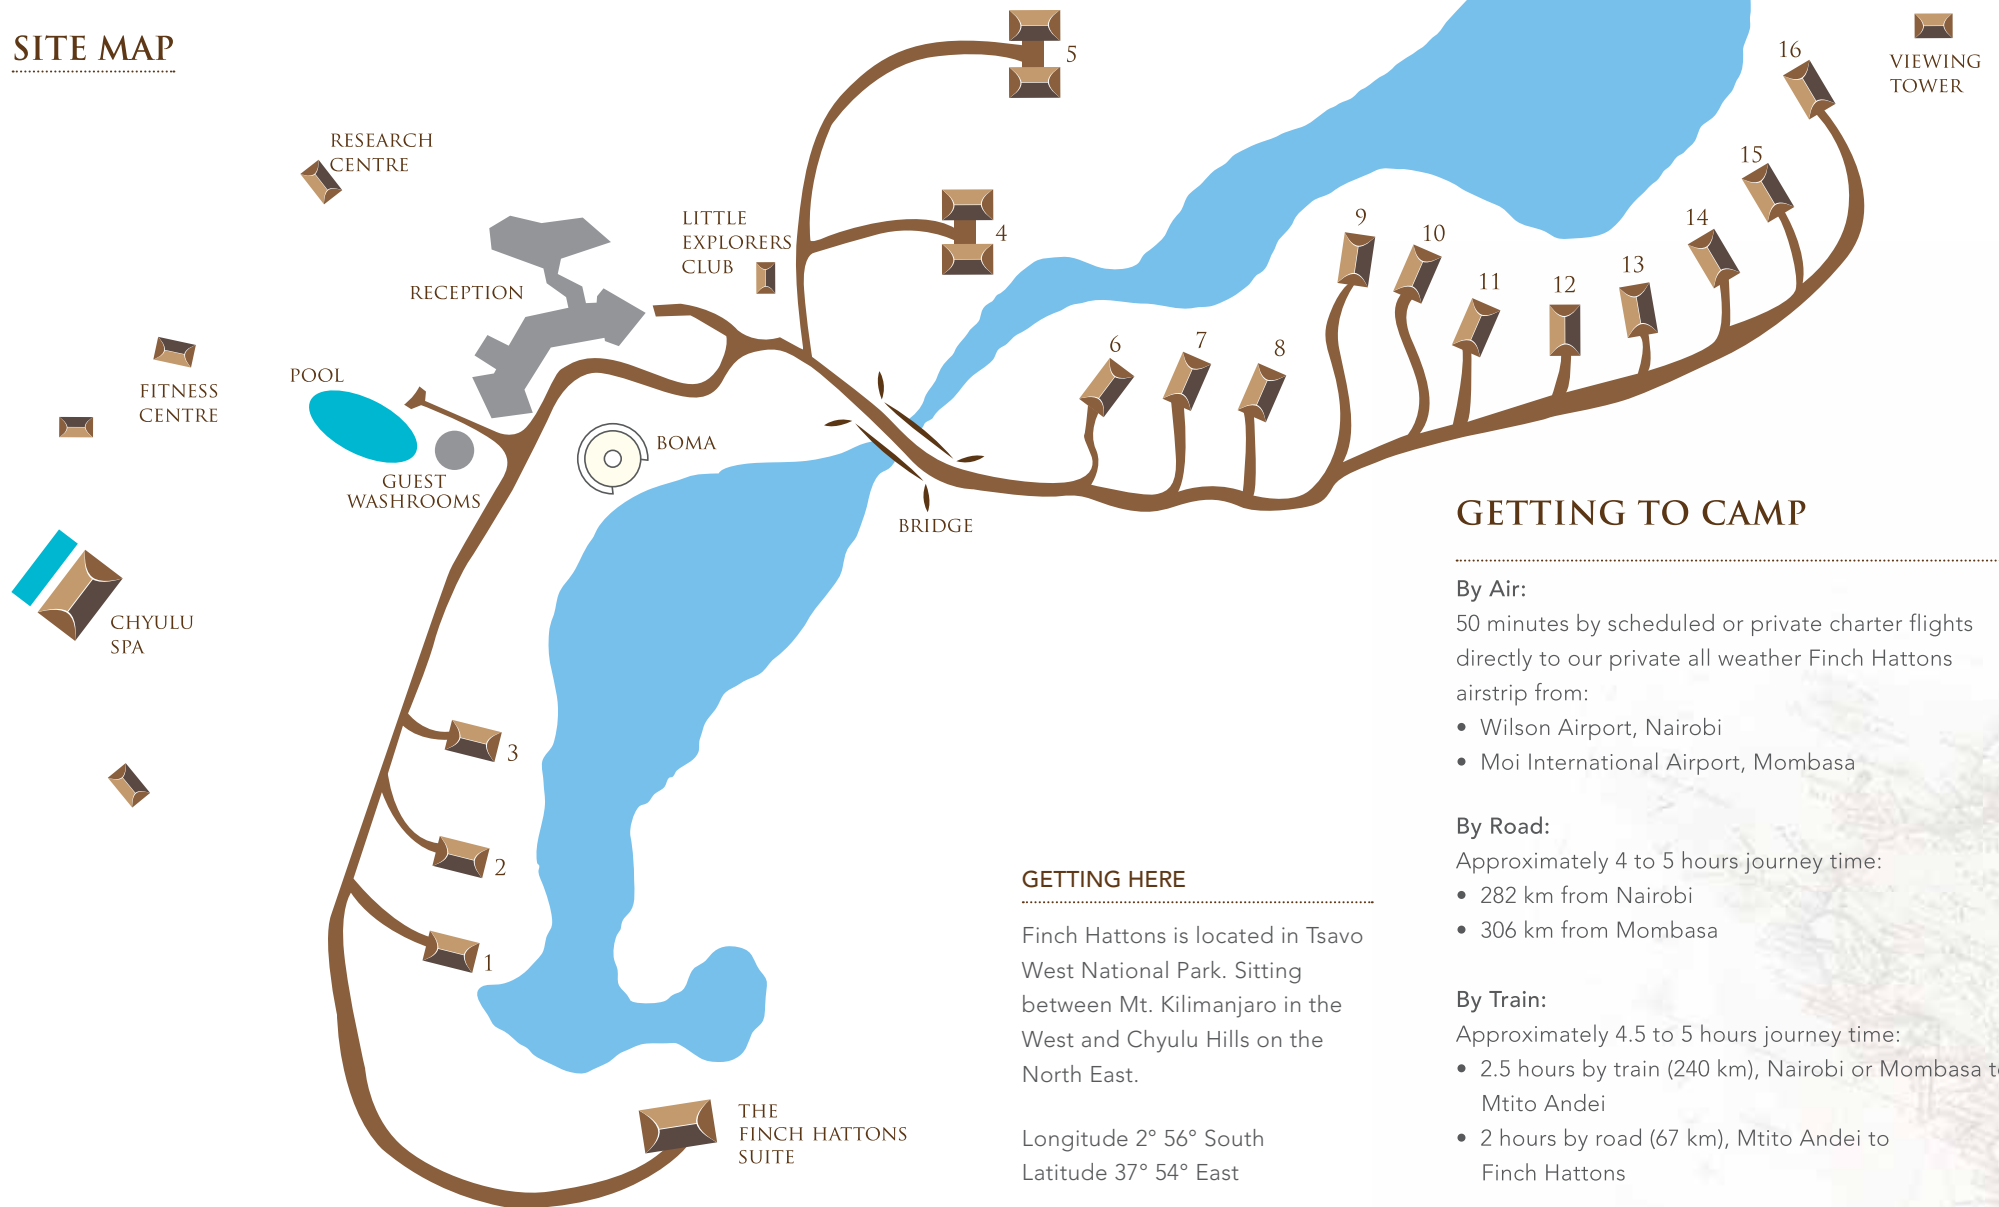 SITE MAP
RESEARCH
CENTRE
LITTLE
EXPLORERS
CLUB
RECEPTION
FITNESS
CENTRE
POOL
GUEST
WASHROOMS
BOMA
BRIDGE
CHYULU
SPA
VIEWING
TOWER
5
4
16
15
14
13
12
11
10
9
8
7
6
3
2
1
THE
FINCH HATTONS
SUITE
GETTING HERE
Finch Hattons is located in Tsavo
West National Park. Sitting
between Mt. Kilimanjaro in the
West and Chyulu Hills on the
North East.
Longitude 2° 56° South
Latitude 37° 54° East
GETTING TO CAMP
By Air:
50 minutes by scheduled or private charter flights
directly to our private all weather Finch Hattons
airstrip from:
• Wilson Airport, Nairobi
• Moi International Airport, Mombasa
By Road:
Approximately 4 to 5 hours journey time:
• 282 km from Nairobi
• 306 km from Mombasa
By Train:
Approximately 4.5 to 5 hours journey time:
• 2.5 hours by train (240 km), Nairobi or Mombasa
Mtito Andei
• 2 hours by road (67 km), Mtito Andei to
Finch Hattons